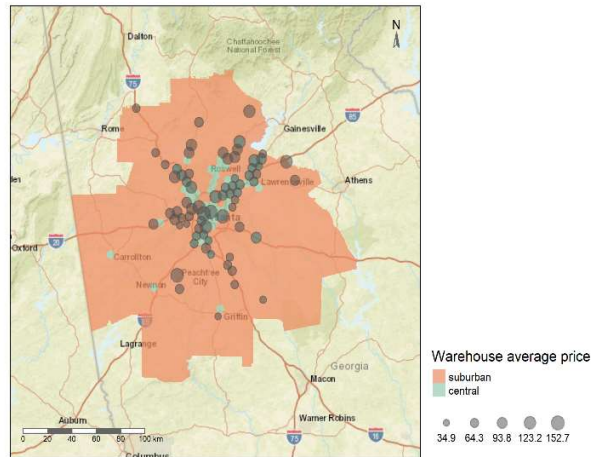 N
Dalton
Chattahoochee
National Forest
75
Rome
Gainesville
85
Roswell
Lawrenceville
Athens
Oxford
20
Carrollton
Newnan
Peachtree
City
Griffin
Lagrange
Georgia
Macon
Auburn
Warner Robins
75
16
0 20 40 60 80 100 km
Columbus
Warehouse average price
suburban
central
34.9 64.3 93.8 123.2 152.7